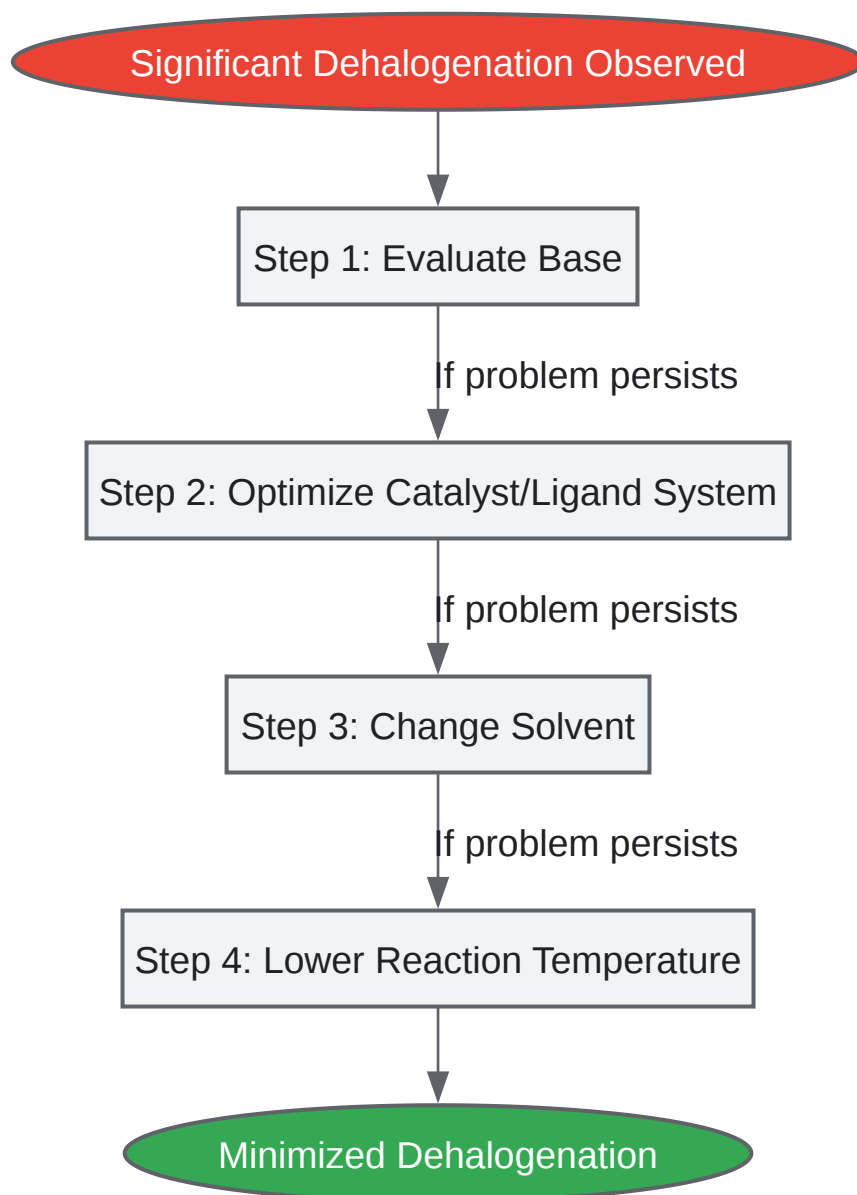 Significant Dehalogenation Observed
Step 1: Evaluate Base
If problem persists
Step 2: Optimize Catalyst/Ligand System
If problem persists
Step 3: Change Solvent
If problem persists
Step 4: Lower Reaction Temperature
Minimized Dehalogenation